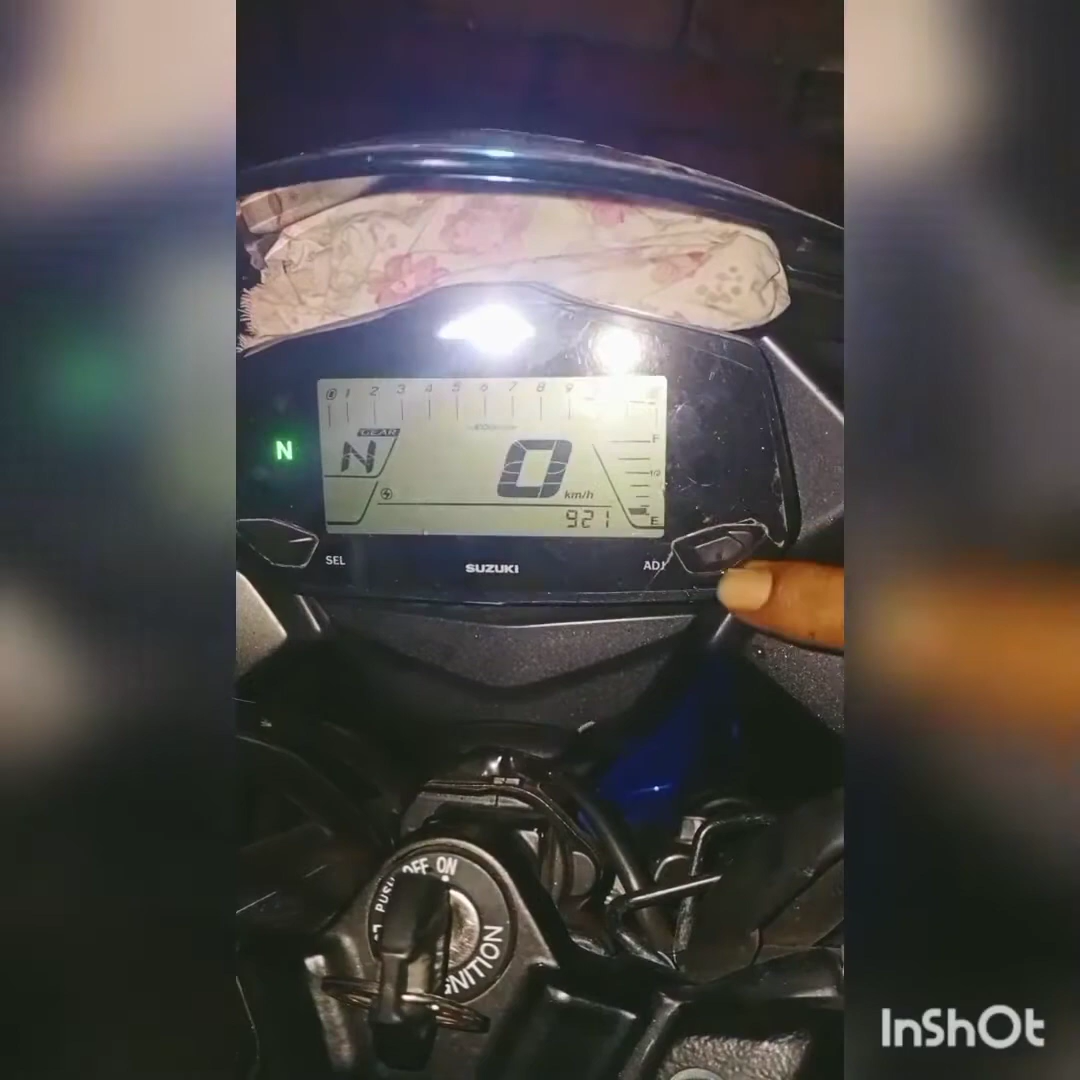 1 2 3 4 5 6 7 8 9
GEAR
N
N
0
km/h
F
1/2
E
921
SEL
SUZUKI
ADJ
PUSH OFF ON
IGNITION
InShOt